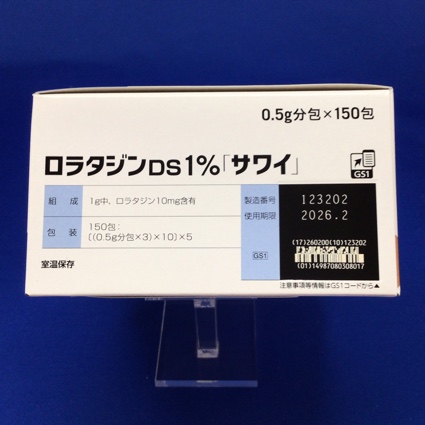 0.5g分包×150包
ロラタジンDS1%「サワイ」
GS1
組成 1g中、ロラタジン10mg含有
製造番号 123202
使用期限 2026.2
包装 150包：
[(0.5g分包×3)×10]×5
GS1
(17)260200(10)123202
(01)14987080308017
室温保存
注意事項等情報はGS1コードから▲